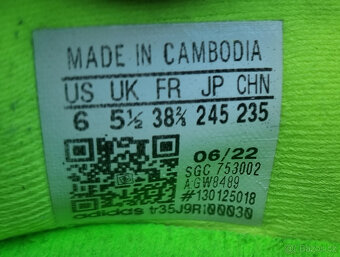 MADE IN CAMBODIA
US UK FR JP CHN
6 5½ 38⅔ 245 235
06/22
SGC 753002
A:GW8489
#130125018
adidas tr35J9R100030